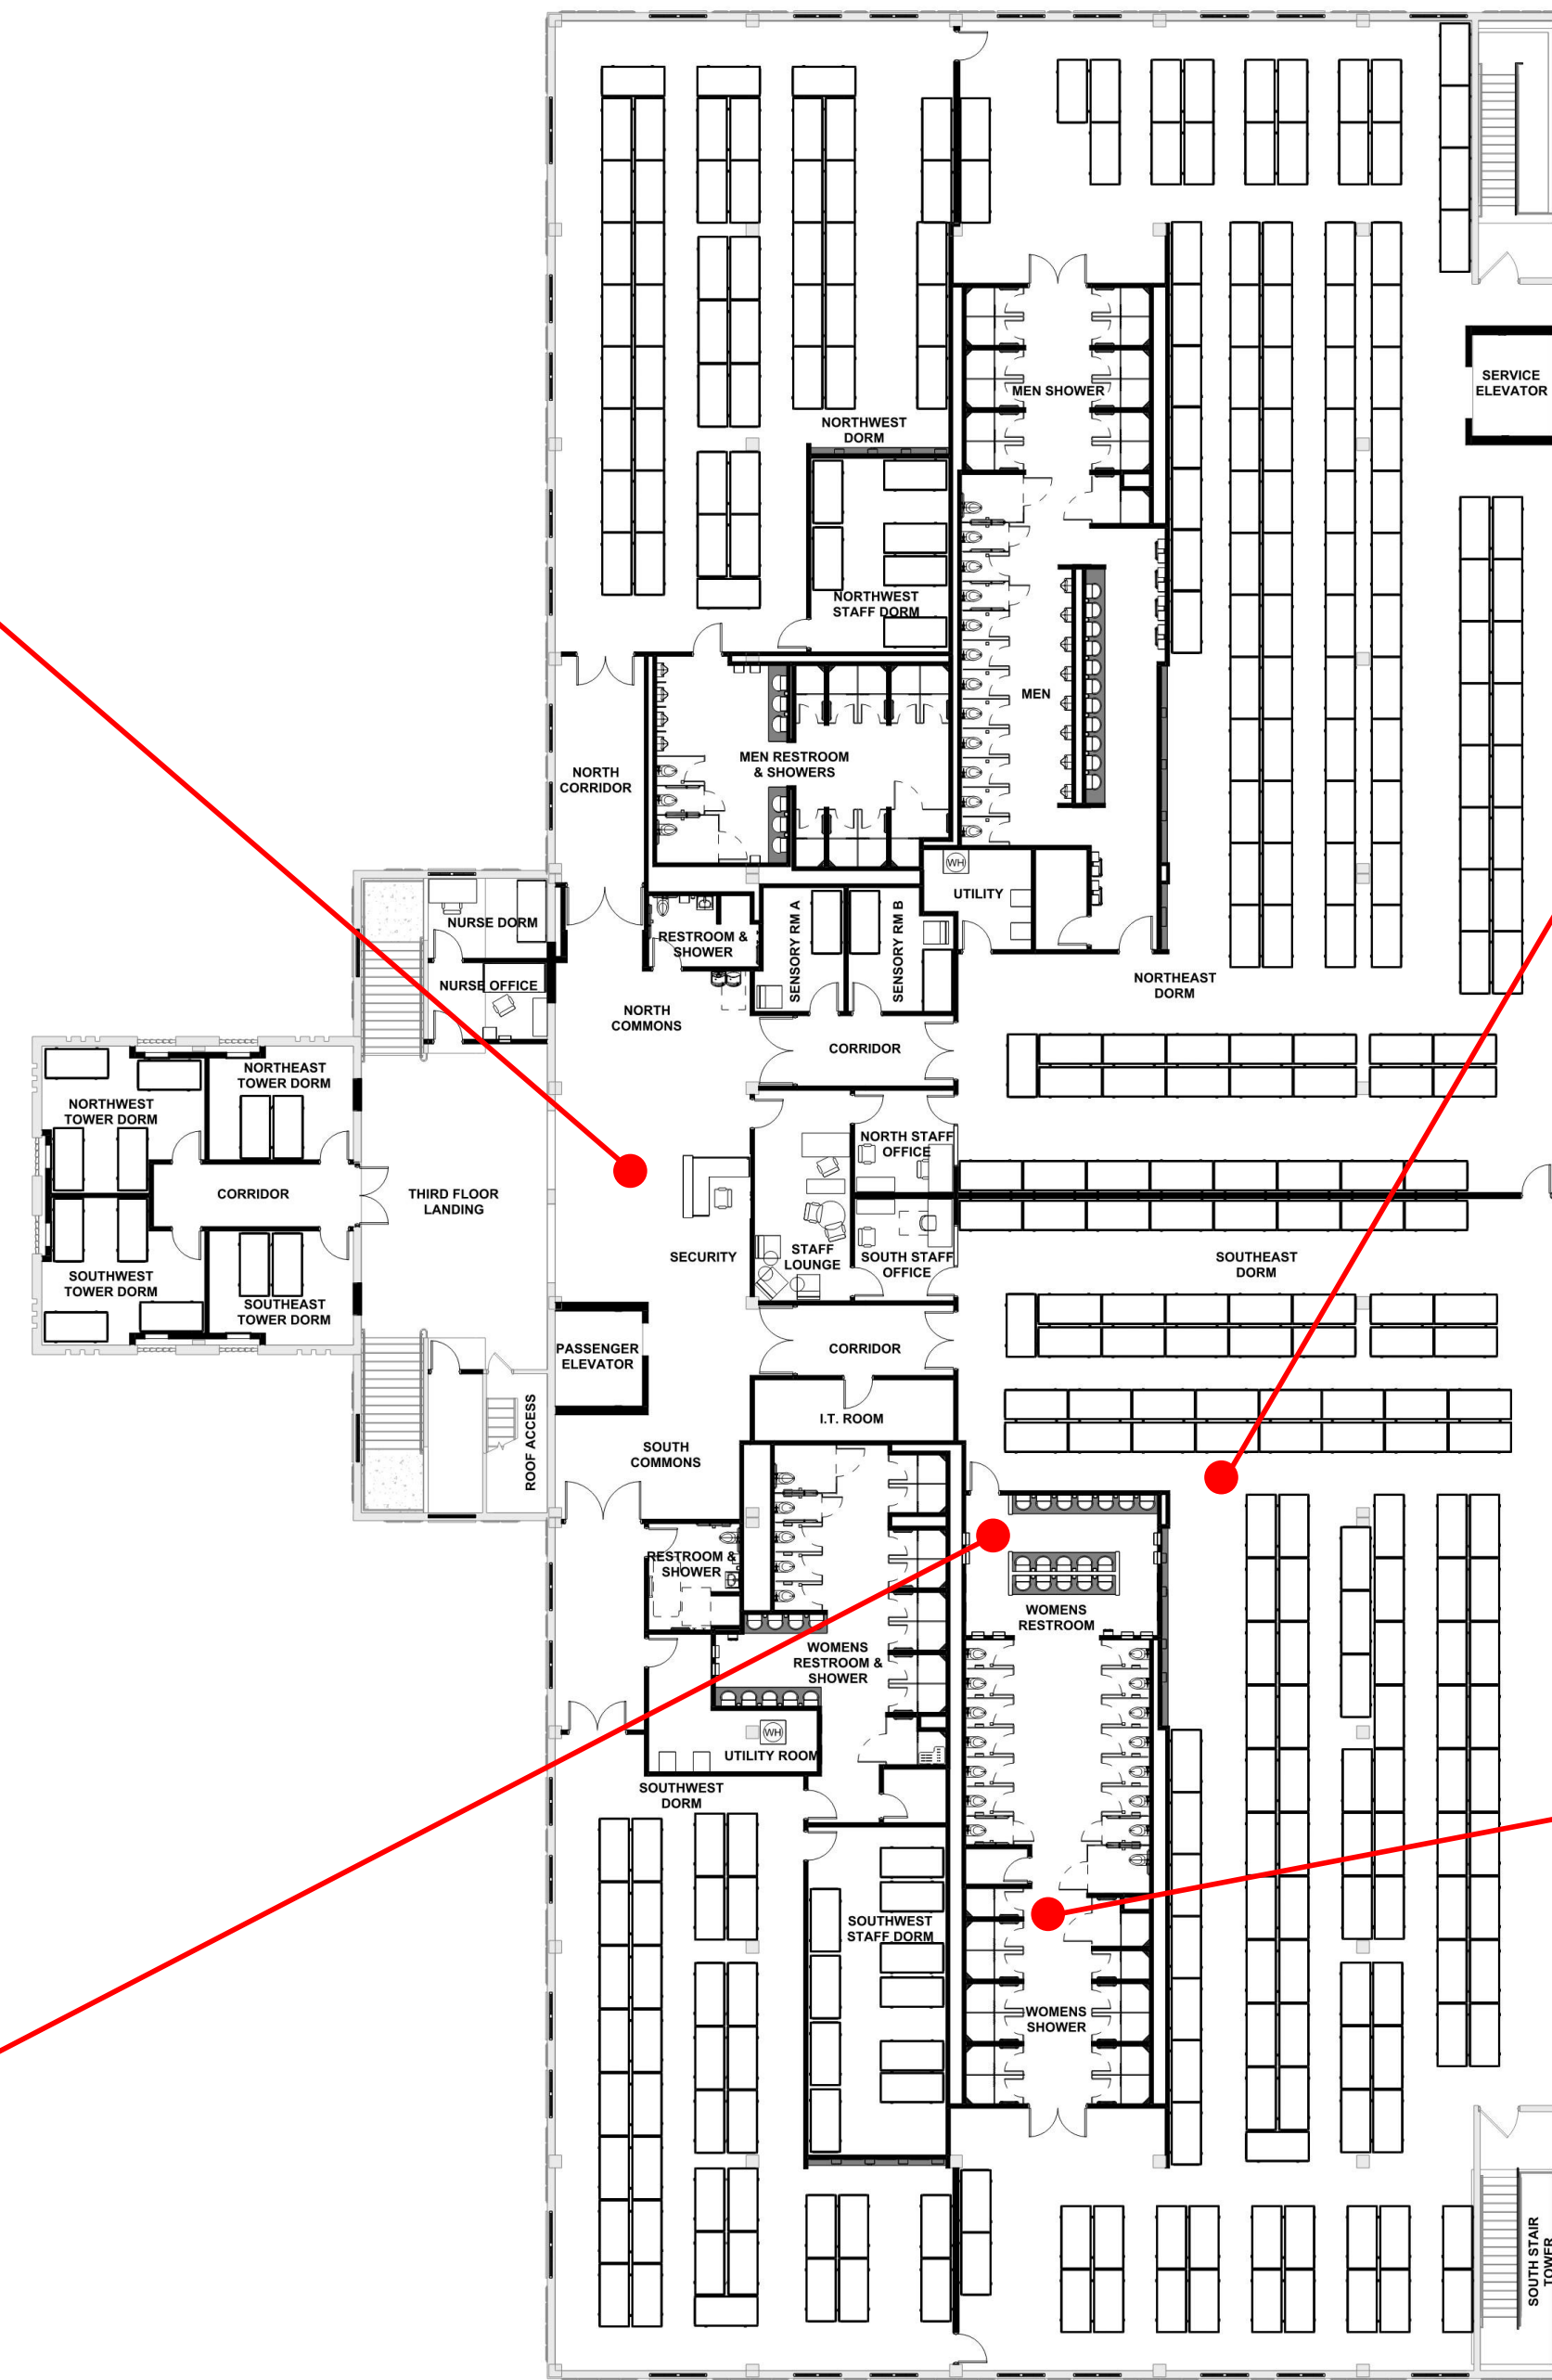 SERVICE
ELEVATOR
MEN SHOWER
NORTHWEST
DORM
NORTHWEST
STAFF DORM
MEN
MEN RESTROOM
& SHOWERS
NORTH
CORRIDOR
WH
UTILITY
NURSE DORM
RESTROOM &
SHOWER
SENSORY RM A
SENSORY RM B
NORTHEAST
DORM
NURSE OFFICE
NORTH
COMMONS
CORRIDOR
NORTHEAST
TOWER DORM
NORTHWEST
TOWER DORM
NORTH STAFF
OFFICE
CORRIDOR
THIRD FLOOR
LANDING
SECURITY
STAFF
LOUNGE
SOUTH STAFF
OFFICE
SOUTHEAST
DORM
SOUTHWEST
TOWER DORM
SOUTHEAST
TOWER DORM
PASSENGER
ELEVATOR
CORRIDOR
ROOF ACCESS
I.T. ROOM
SOUTH
COMMONS
RESTROOM &
SHOWER
WOMENS
RESTROOM
WOMENS
RESTROOM &
SHOWER
WH
UTILITY ROOM
SOUTHWEST
DORM
SOUTHWEST
STAFF DORM
WOMENS
SHOWER
SOUTH STAIR
TOWER